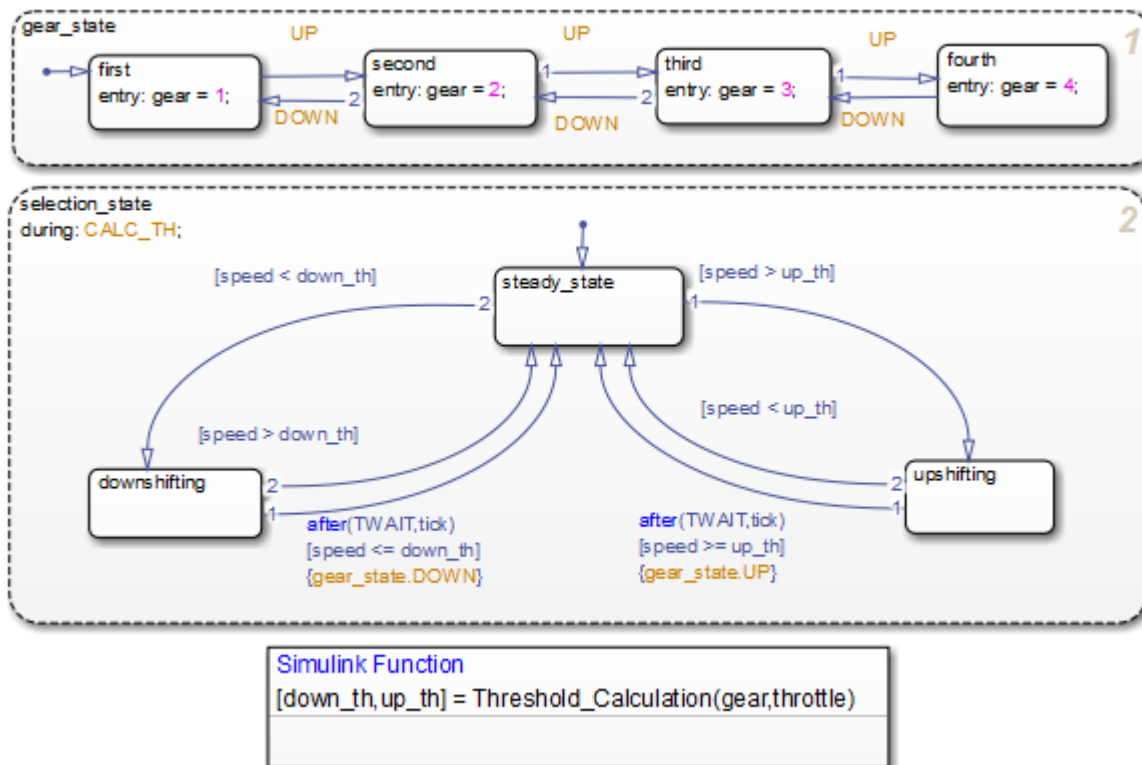 gear_state
1
UP
UP
UP
first
entry: gear = 1;
second
entry: gear = 2;
third
entry: gear = 3;
fourth
entry: gear = 4;
1
2
1
2
DOWN
DOWN
DOWN
selection_state
during: CALC_TH;
2
[speed < down_th]
steady_state
[speed > up_th]
2
1
[speed > down_th]
[speed < up_th]
downshifting
2
1
upshifting
2
1
after(TWAIT,tick)
[speed <= down_th]
{gear_state.DOWN}
after(TWAIT,tick)
[speed >= up_th]
{gear_state.UP}
Simulink Function
[down_th,up_th] = Threshold_Calculation(gear,throttle)